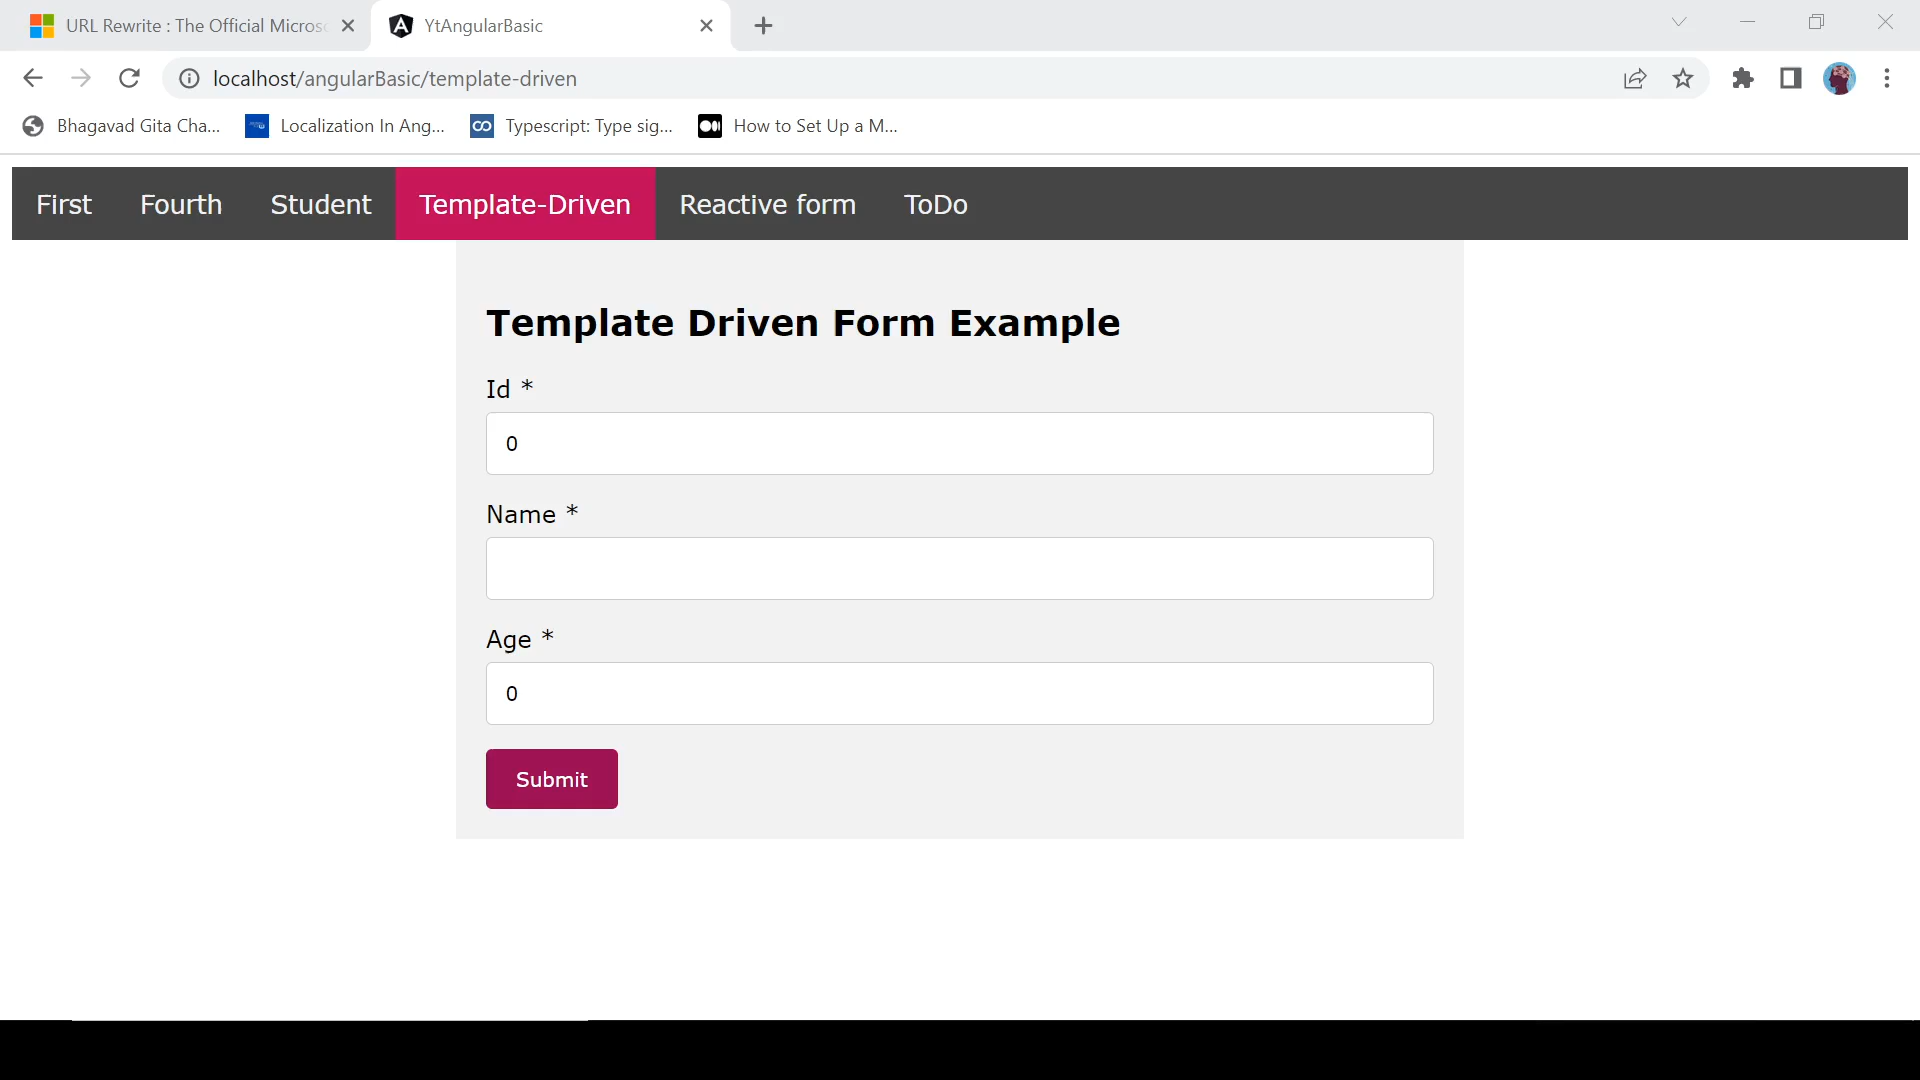 URL Rewrite : The Official Micros
YtAngularBasic
localhost/angularBasic/template-driven
Bhagavad Gita Cha...
Localization In Ang...
Typescript: Type sig...
How to Set Up a M...
First Fourth Student Template-Driven Reactive form ToDo
Template Driven Form Example
Id *
0
Name *
Age *
0
Submit